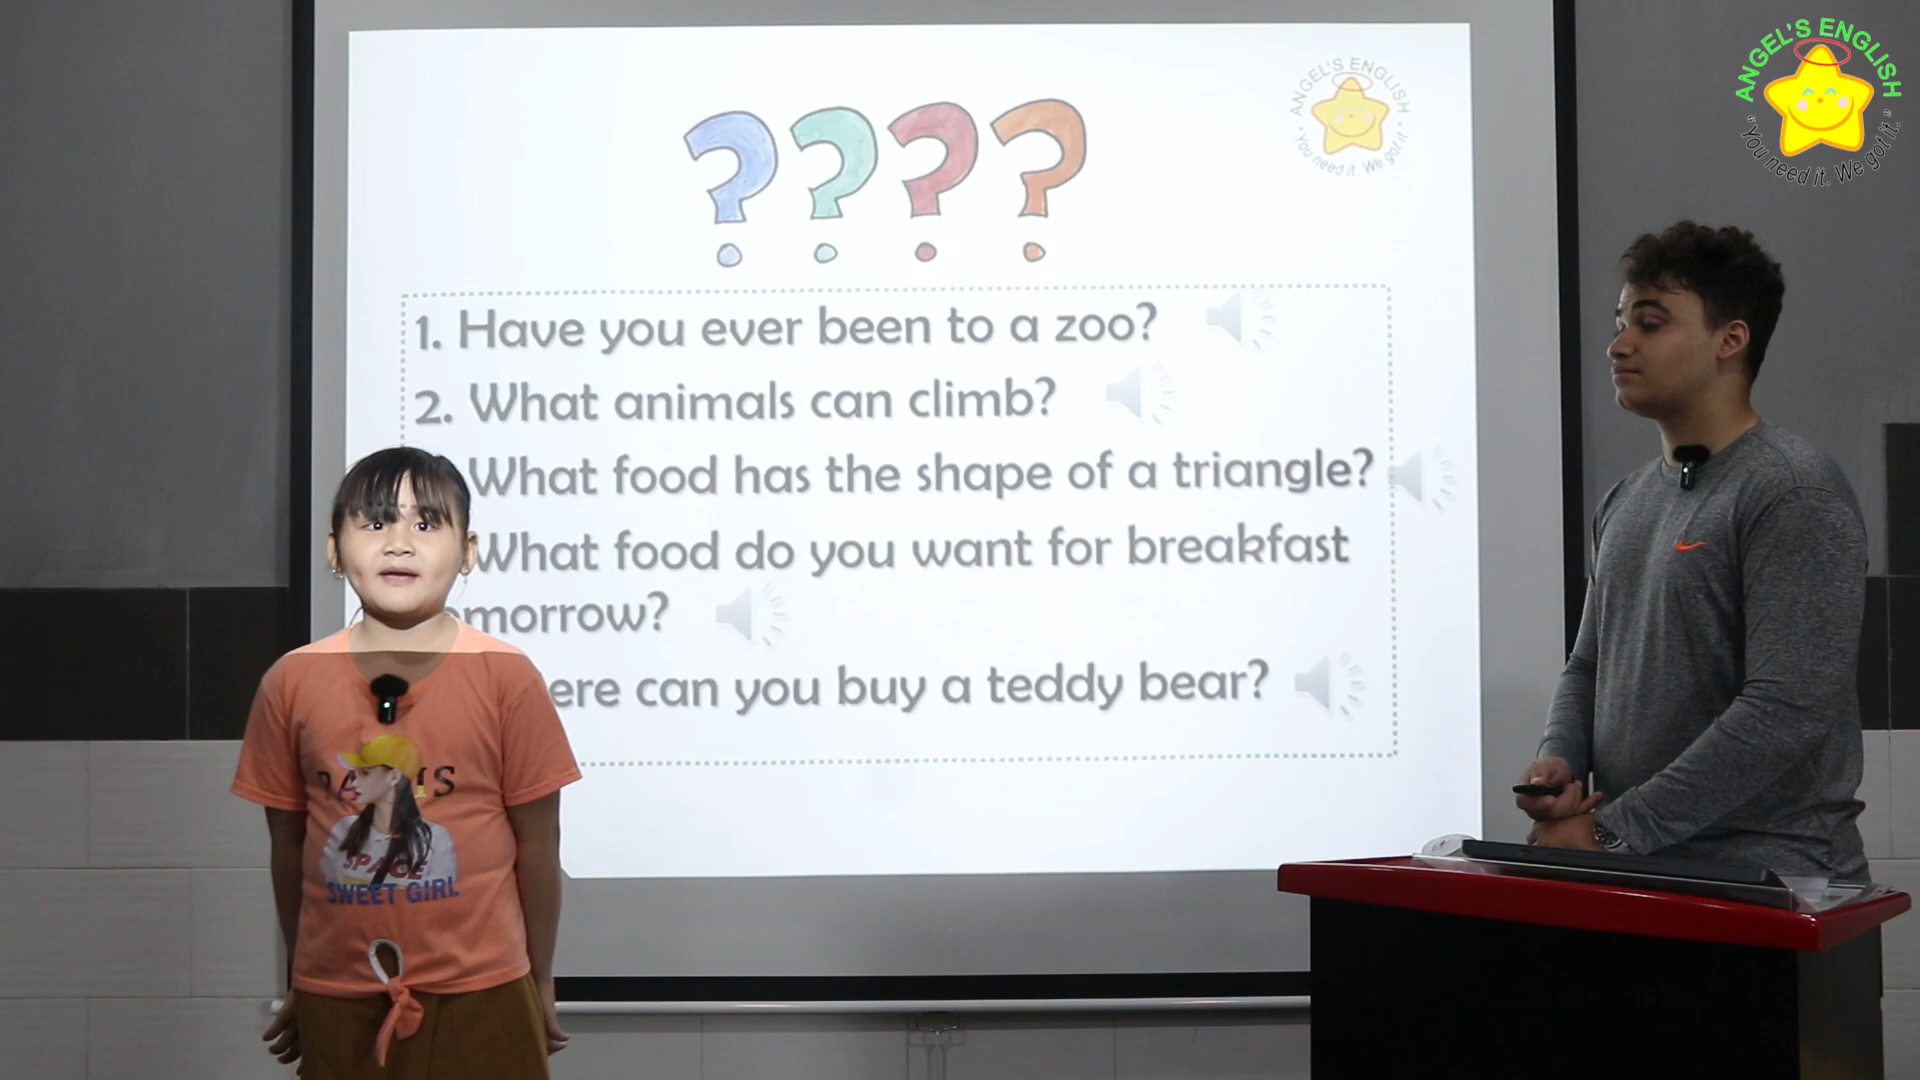 ANGEL'S ENGLISH
"You need it. We got it."
ANGEL'S ENGLISH
"You need it. We got it."
1. Have you ever been to a zoo?
2. What animals can climb?
What food has the shape of a triangle?
What food do you want for breakfast
omorrow?
ere can you buy a teddy bear?
SPACE
SWEET GIRL